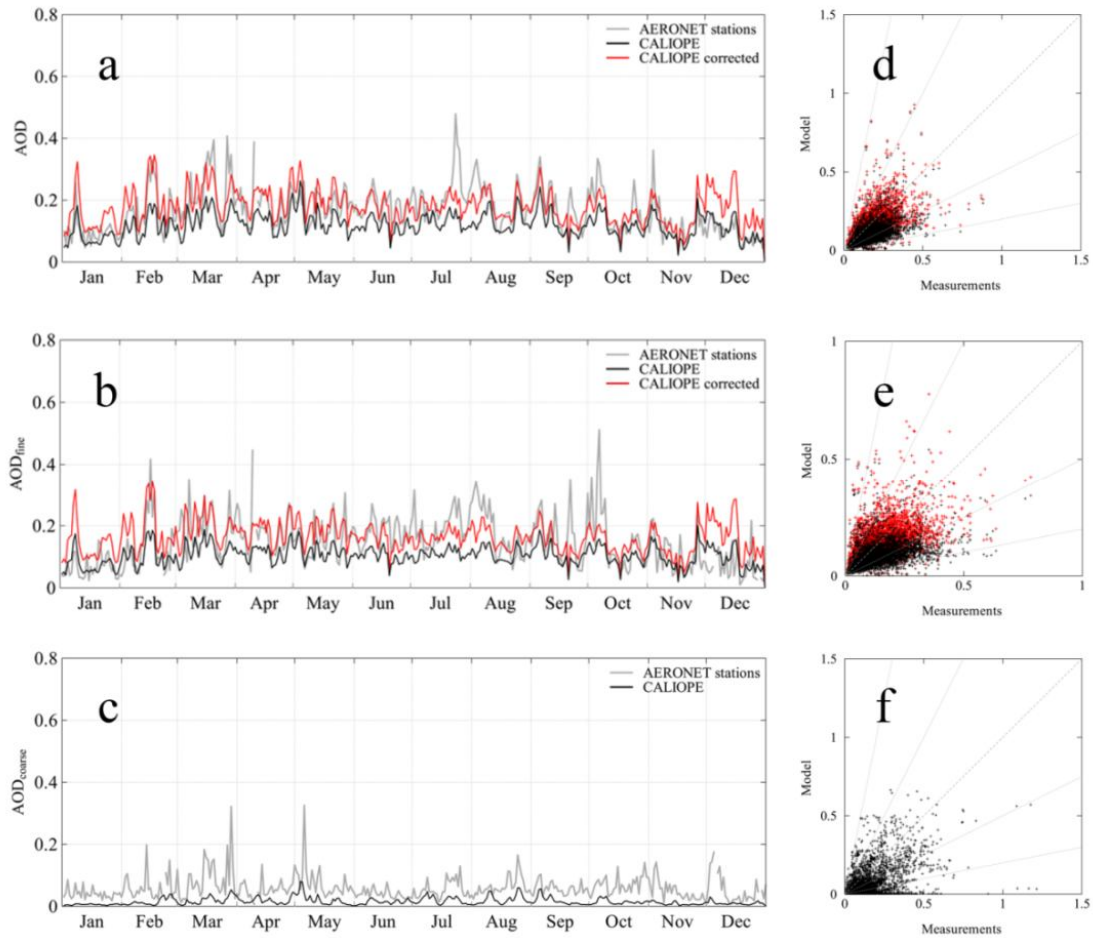 a
AOD
0.8
0.6
0.4
0.2
0
AERONET stations
CALIOPE
CALIOPE corrected
Jan Feb Mar Apr May Jun Jul Aug Sep Oct Nov Dec
d
Model
1.5
1
0.5
0
0 0.5 1 1.5
Measurements
b
AODfine
0.8
0.6
0.4
0.2
0
AERONET stations
CALIOPE
CALIOPE corrected
Jan Feb Mar Apr May Jun Jul Aug Sep Oct Nov Dec
e
Model
1
0.5
0
0 0.5 1
Measurements
c
AODcoarse
0.8
0.6
0.4
0.2
0
AERONET stations
CALIOPE
Jan Feb Mar Apr May Jun Jul Aug Sep Oct Nov Dec
f
Model
1.5
1
0.5
0
0 0.5 1 1.5
Measurements